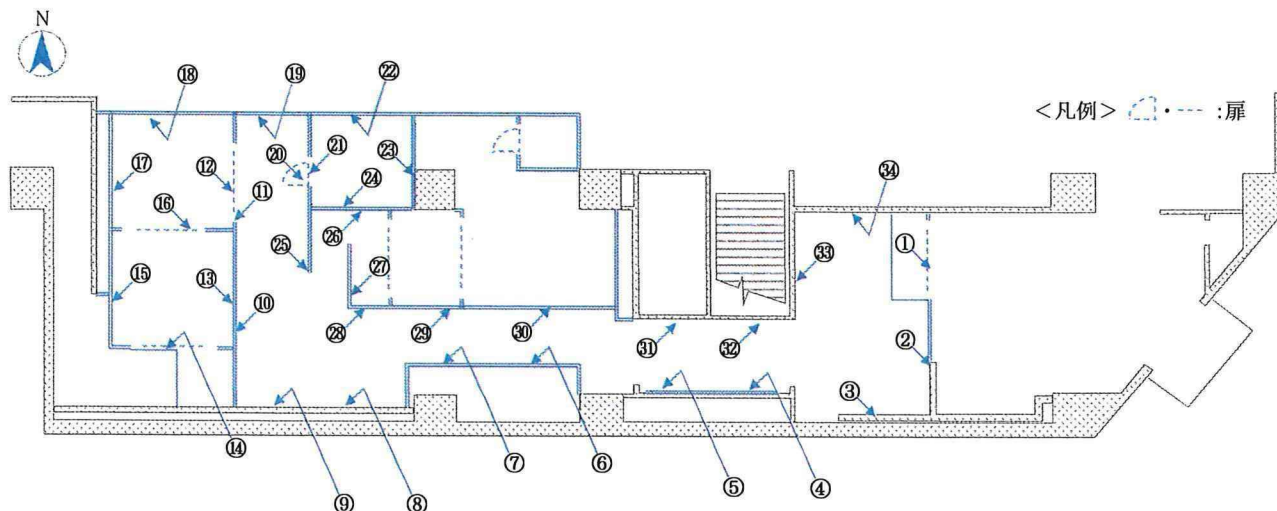 N
⑱ ⑲ ㉒
<凡例> ・ :扉
⑳ ㉑ ㉓
⑰ ⑫ ⑪ ㉔ ㉞
⑯ ㉖ ①
㉕ ㉝
⑮ ⑬ ㉗
⑩ ㉘ ㉙ ㉚ ㉛ ㉜ ②
③
⑭ ⑦ ⑥
⑨ ⑧ ⑤ ④